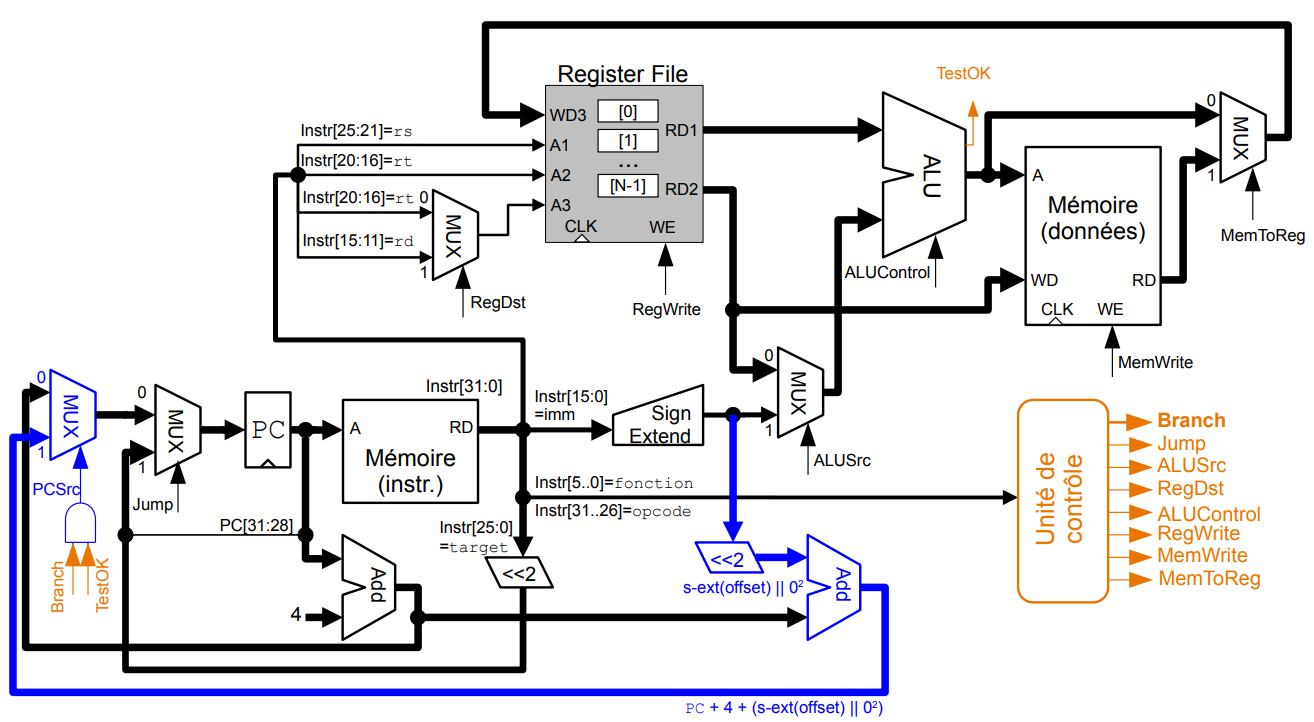 TestOK
Register File
WD3
[0]
RD1
0
MUX
1
MemToReg
Instr[25:21]=rs
A1
[1]
Instr[20:16]=rt
A2
...
[N-1]
RD2
Instr[20:16]=rt 0
A3
MUX
Instr[15:11]=rd
1
CLK
WE
RegDst
RegWrite
ALU
ALUControl
A
Mémoire
(données)
WD
RD
CLK
WE
MemWrite
0
MUX
1
PCSrc
0
MUX
1
Jump
PC
Instr[31:0]
A
RD
Mémoire
(instr.)
Instr[15:0]
=imm
Sign
Extend
0
MUX
1
ALUSrc
Instr[5..0]=fonction
Instr[31..26]=opcode
Unité de
contrôle
Branch
Jump
ALUSrc
RegDst
ALUControl
RegWrite
MemWrite
MemToReg
PC[31:28]
Instr[25:0]
=target
<<2
Branch
TestOK
4
Add
<<2
s-ext(offset) || 0²
Add
PC + 4 + (s-ext(offset) || 0²)